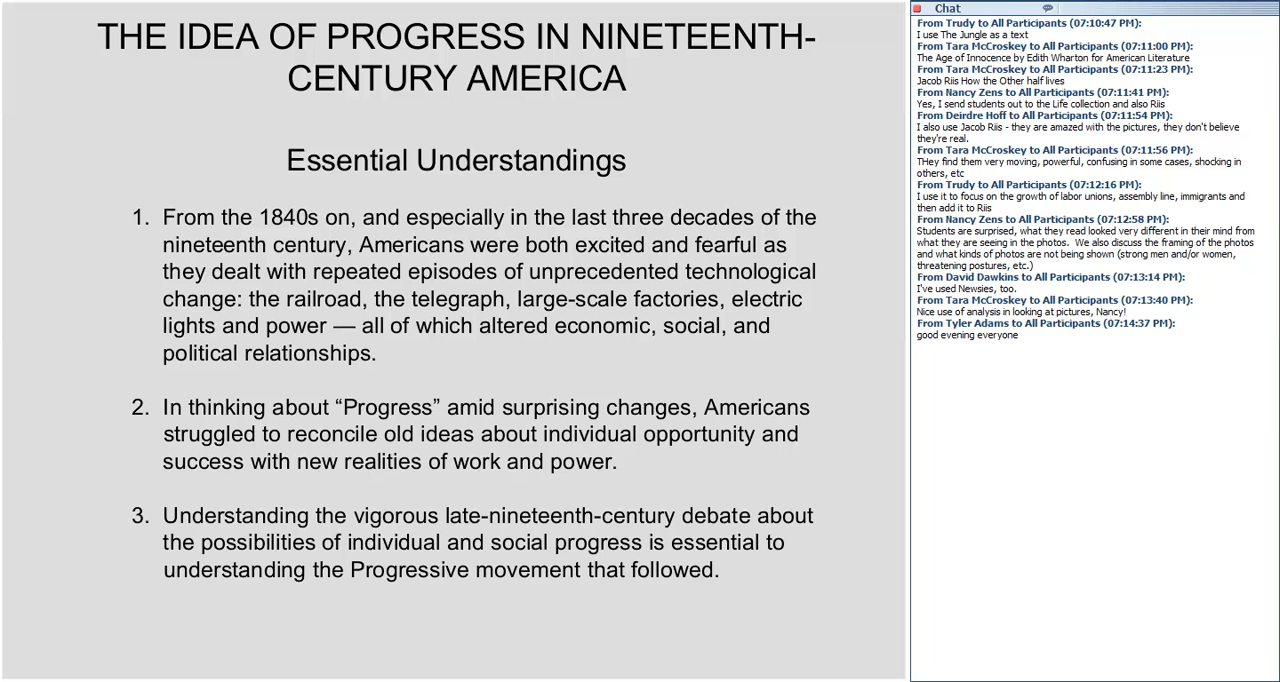 THE IDEA OF PROGRESS IN NINETEENTH-
CENTURY AMERICA
Essential Understandings
1. From the 1840s on, and especially in the last three decades of the
nineteenth century, Americans were both excited and fearful as
they dealt with repeated episodes of unprecedented technological
change: the railroad, the telegraph, large-scale factories, electric
lights and power — all of which altered economic, social, and
political relationships.
2. In thinking about “Progress” amid surprising changes, Americans
struggled to reconcile old ideas about individual opportunity and
success with new realities of work and power.
3. Understanding the vigorous late-nineteenth-century debate about
the possibilities of individual and social progress is essential to
understanding the Progressive movement that followed.
Chat
From Trudy to All Participants (07:10:47 PM):
I use The Jungle as a text
From Tara McCroskey to All Participants (07:11:00 PM):
The Age of Innocence by Edith Wharton for American Literature
From Tara McCroskey to All Participants (07:11:23 PM):
Jacob Riis How the Other half lives
From Nancy Zens to All Participants (07:11:41 PM):
Yes, I send students out to the Life collection and also Riis
From Deirdre Hoff to All Participants (07:11:54 PM):
I also use Jacob Riis - they are amazed with the pictures, they don't believe
they're real.
From Tara McCroskey to All Participants (07:11:56 PM):
THey find them very moving, powerful, confusing in some cases, shocking in
others, etc
From Trudy to All Participants (07:12:16 PM):
I use it to focus on the growth of labor unions, assembly line, immigrants and
then add it to Riis
From Nancy Zens to All Participants (07:12:58 PM):
Students are surprised, what they read looked very different in their mind from
what they are seeing in the photos.  We also discuss the framing of the photos
and what kinds of photos are not being shown (strong men and/or women,
threatening postures, etc.)
From David Dawkins to All Participants (07:13:14 PM):
I've used Newsies, too.
From Tara McCroskey to All Participants (07:13:40 PM):
Nice use of analysis in looking at pictures, Nancy!
From Tyler Adams to All Participants (07:14:37 PM):
good evening everyone